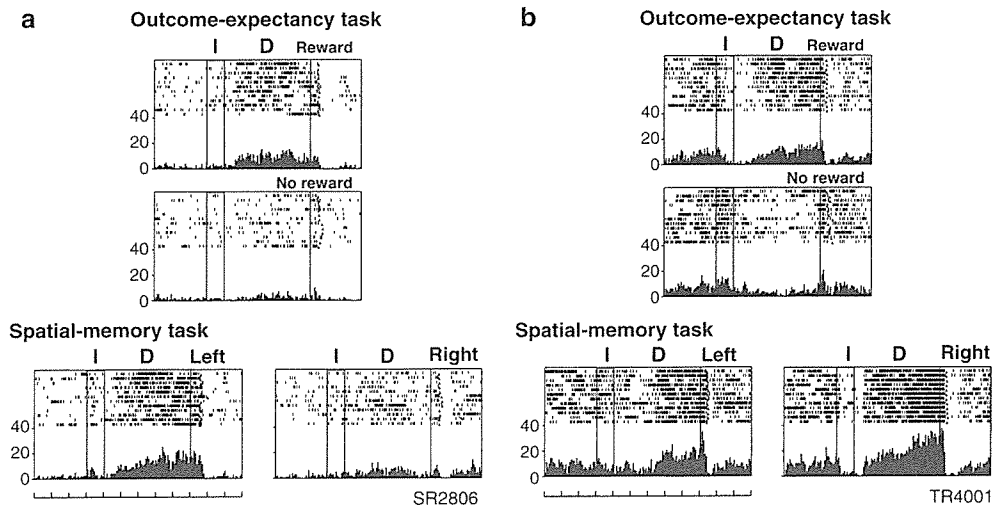 a
Outcome-expectancy task
I D Reward
40
20
0
No reward
40
20
0
Spatial-memory task
I D Left
40
20
0
I D Right
SR2806
b
Outcome-expectancy task
I D Reward
40
20
0
No reward
40
20
0
Spatial-memory task
I D Left
40
20
0
I D Right
TR4001